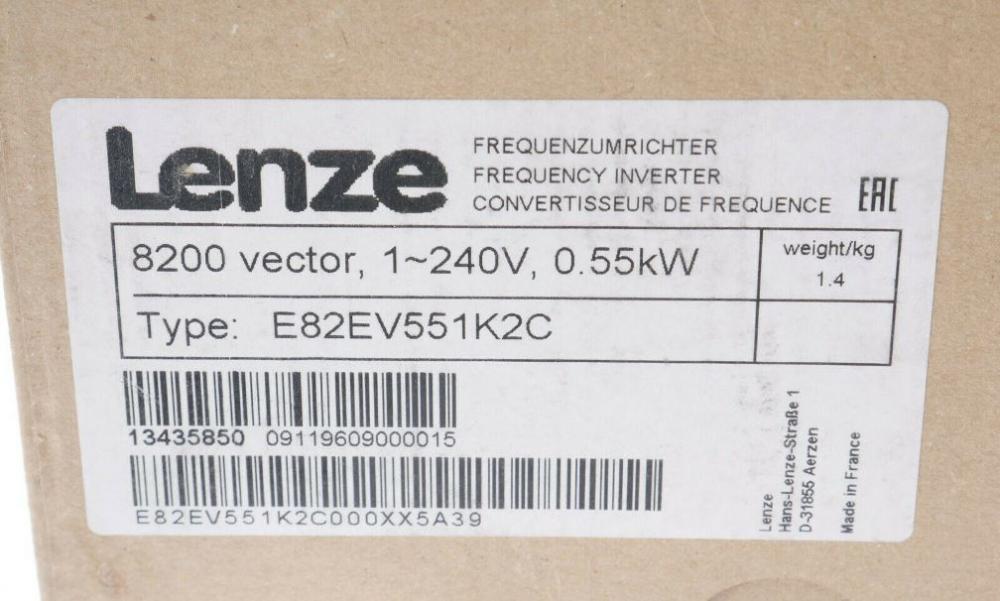 Lenze
FREQUENZUMRICHTER
FREQUENCY INVERTER
CONVERTISSEUR DE FREQUENCE
EAC
8200 vector, 1~240V, 0.55kW
weight/kg
1.4
Type: E82EV551K2C
13435850 09119609000015
E82EV551K2C000XX5A39
Lenze
Hans-Lenze-Straße 1
D-31855 Aerzen
Made in France